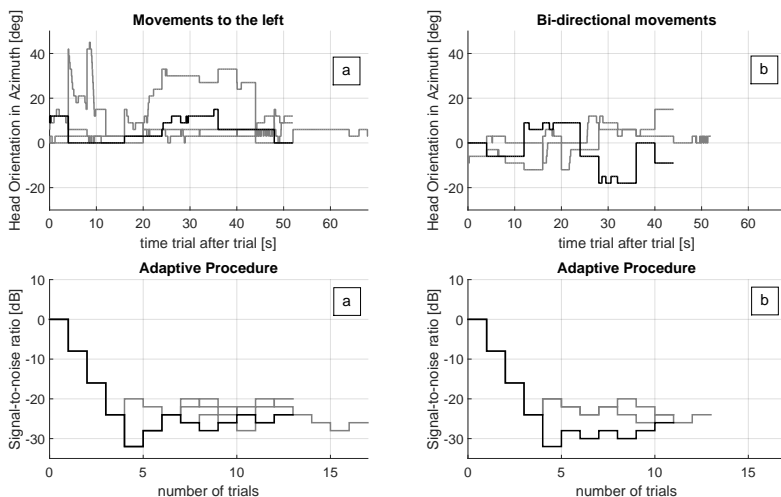 Movements to the left
Head Orientation in Azimuth [deg]
40
20
0
-20
a
0 10 20 30 40 50 60
time trial after trial [s]
Bi-directional movements
Head Orientation in Azimuth [deg]
40
20
0
-20
b
0 10 20 30 40 50 60
time trial after trial [s]
Adaptive Procedure
Signal-to-noise ratio [dB]
10
0
-10
-20
-30
a
0 5 10 15
number of trials
Adaptive Procedure
Signal-to-noise ratio [dB]
10
0
-10
-20
-30
b
0 5 10 15
number of trials